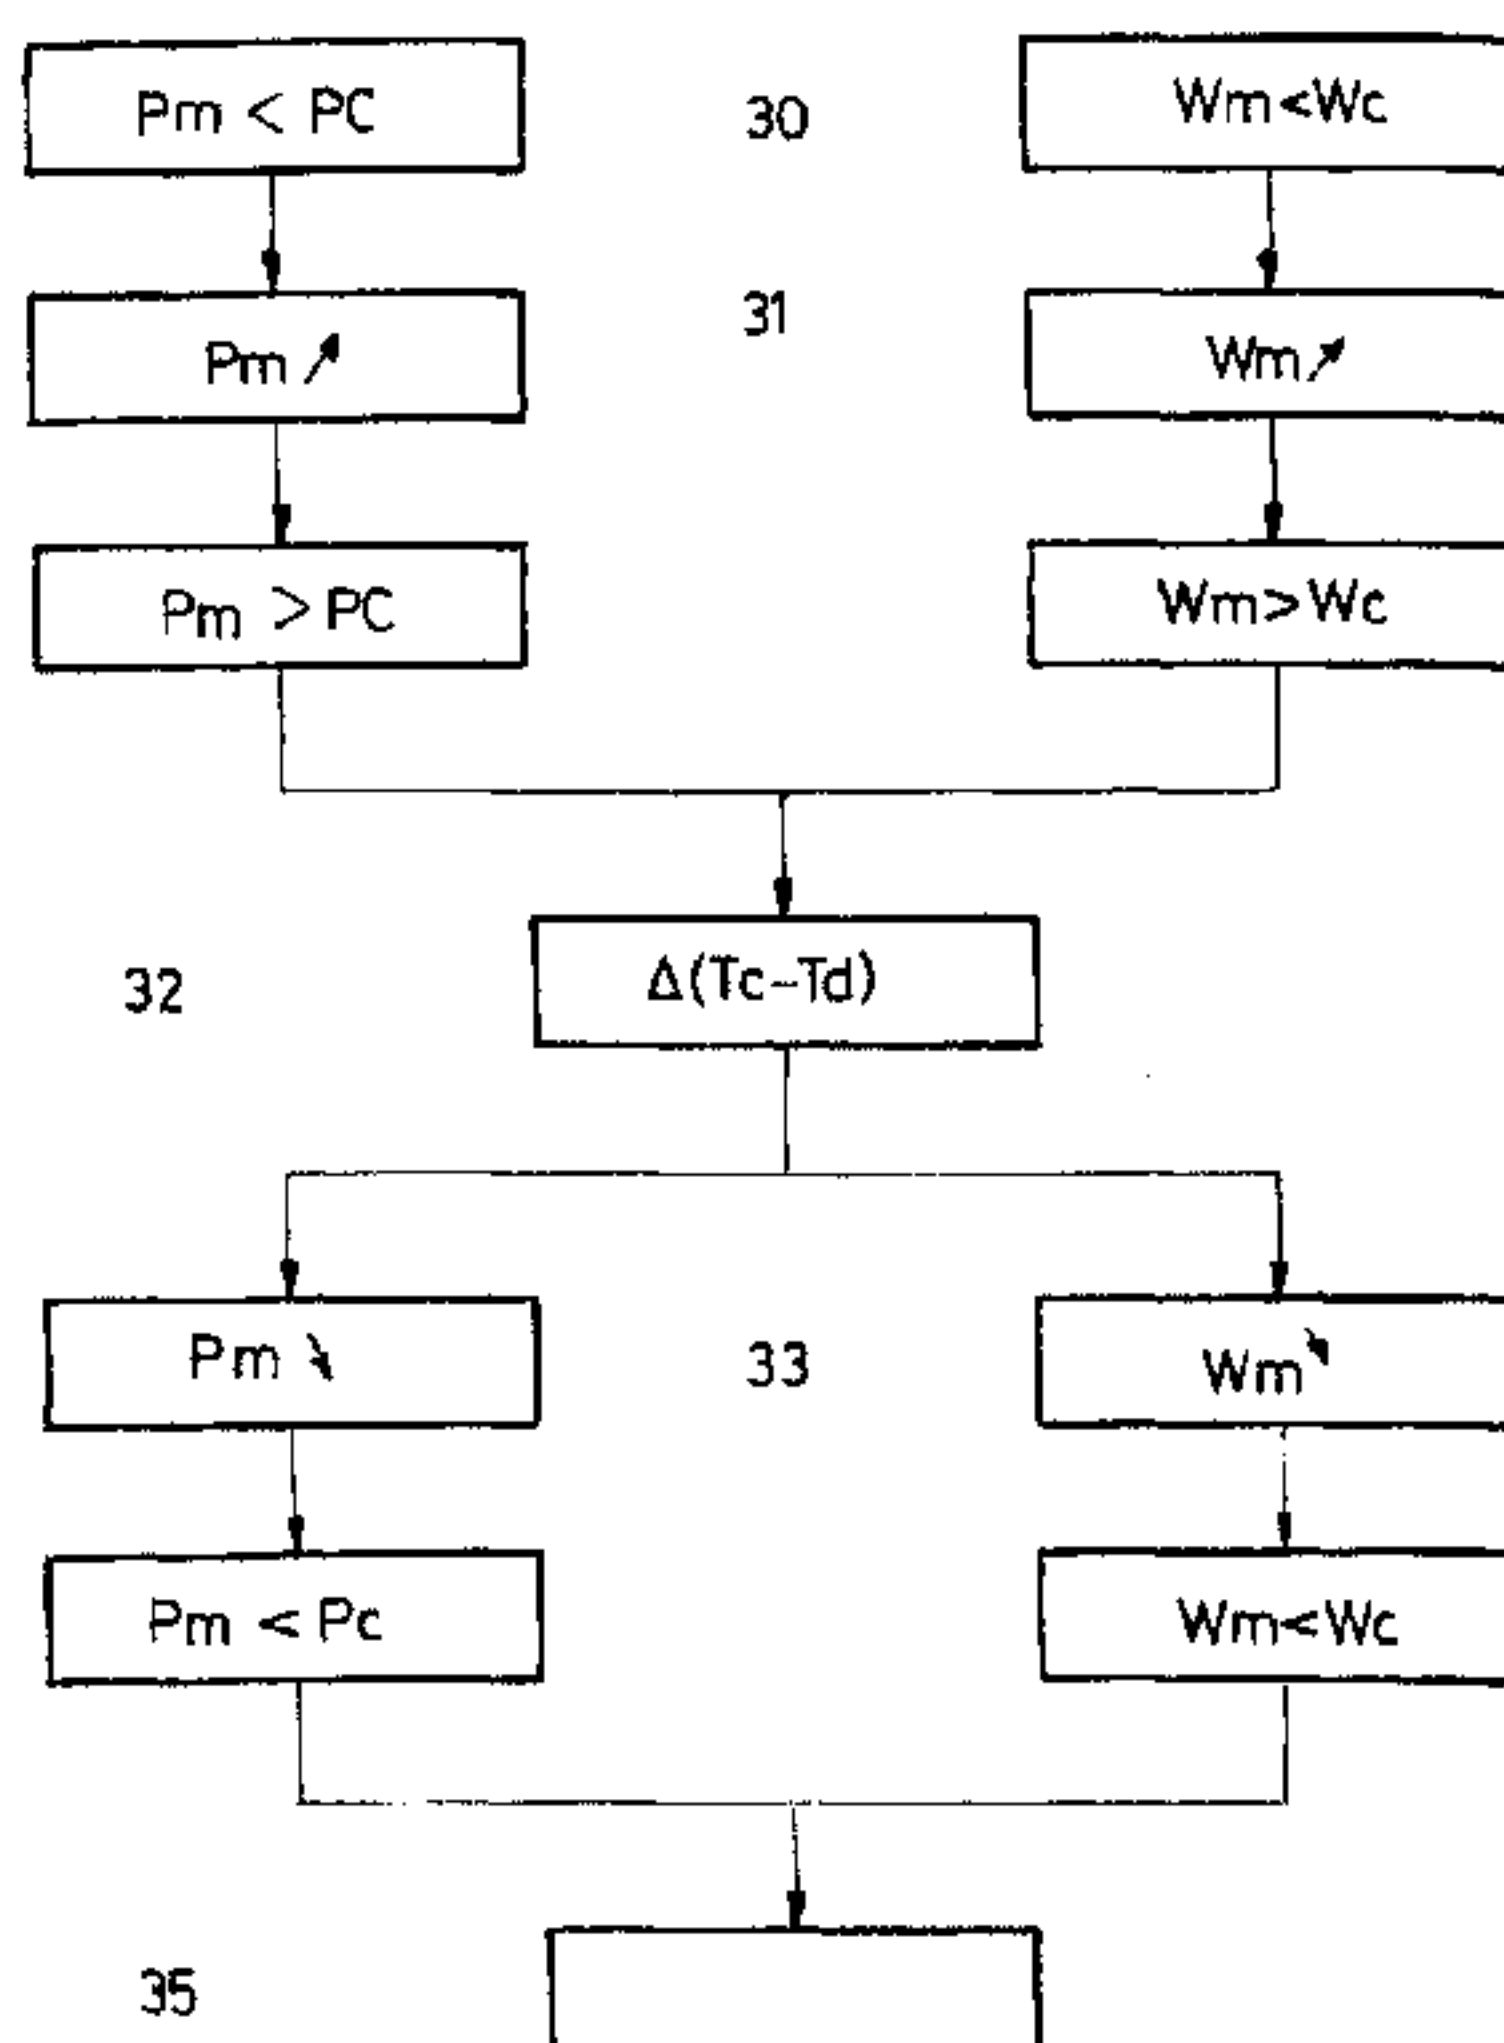 Pm < PC
30
Wm<Wc
Pm ↗
31
Wm↗
Pm > PC
Wm>Wc
32
Δ(Tc-Td)
Pm ↘
33
Wm↘
Pm < Pc
Wm<Wc
35